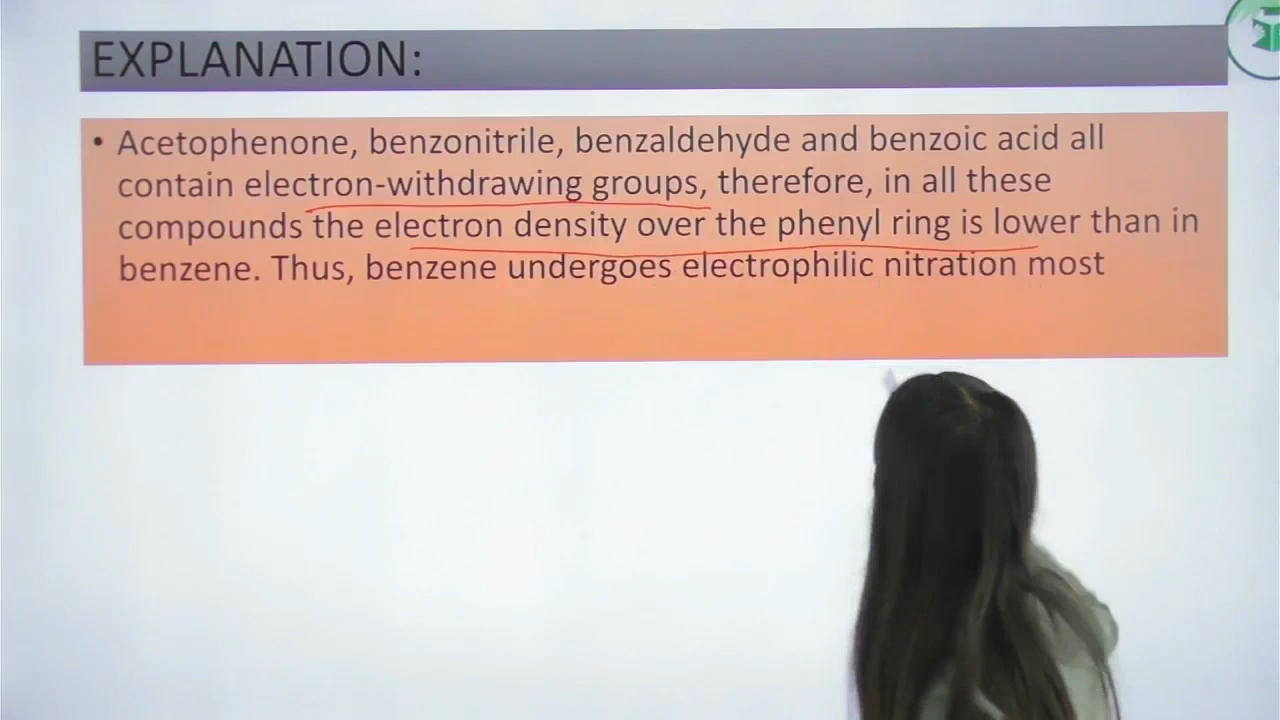 EXPLANATION:
• Acetophenone, benzonitrile, benzaldehyde and benzoic acid all
contain electron-withdrawing groups, therefore, in all these
compounds the electron density over the phenyl ring is lower than in
benzene. Thus, benzene undergoes electrophilic nitration most